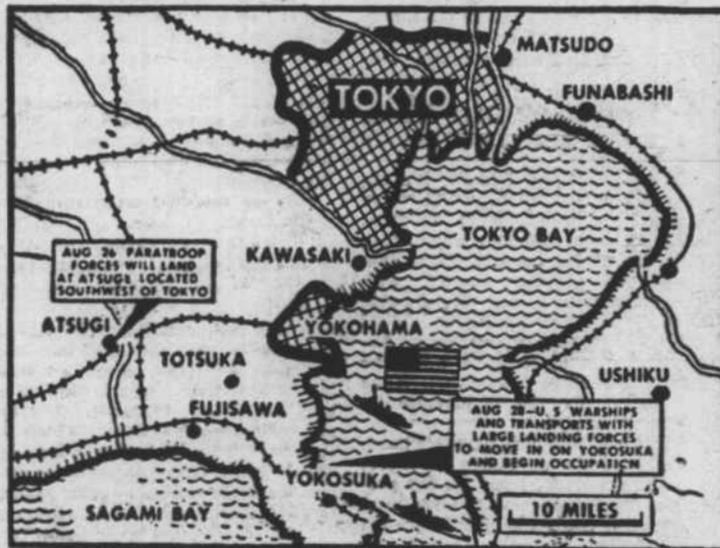 MATSUDO
TOKYO
FUNABASHI
TOKYO BAY
KAWASAKI
AUG 26 PARATROOP
FORCES WILL LAND
AT ATSUGI, LOCATED
SOUTHWEST OF TOKYO
ATSUGI
YOKOHAMA
TOTSUKA
USHIKU
FUJISAWA
AUG 28—U. S WARSHIPS
AND TRANSPORTS WITH
LARGE LANDING FORCES
TO MOVE IN ON YOKOSUKA
AND BEGIN OCCUPATION
YOKOSUKA
SAGAMI BAY
10 MILES